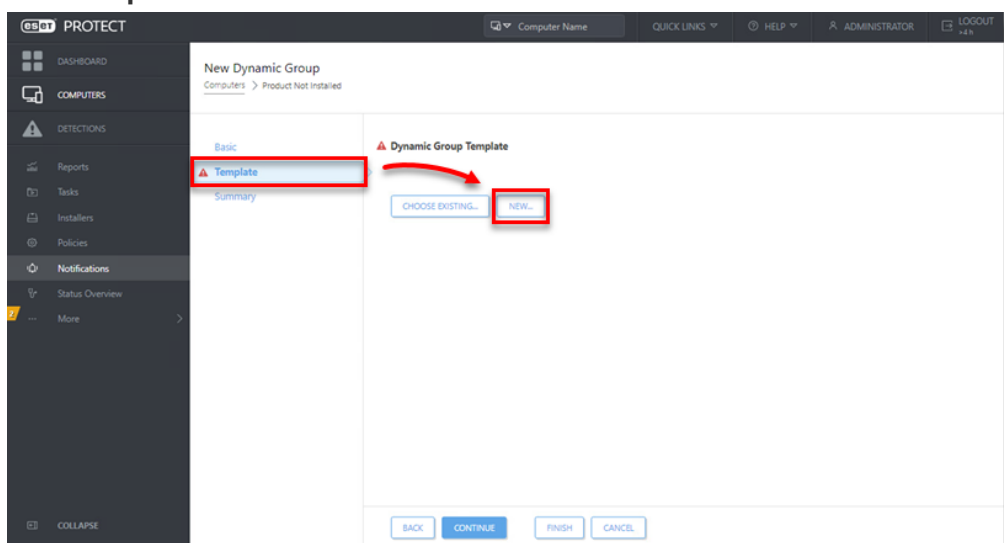 eset PROTECT
Computer Name
QUICK LINKS
HELP
ADMINISTRATOR
LOGOUT
>4 h
DASHBOARD
COMPUTERS
DETECTIONS
Reports
Tasks
Installers
Policies
Notifications
Status Overview
More
COLLAPSE
New Dynamic Group
Computers > Product Not Installed
Basic
Template
Summary
Dynamic Group Template
CHOOSE EXISTING...
NEW...
BACK
CONTINUE
FINISH
CANCEL